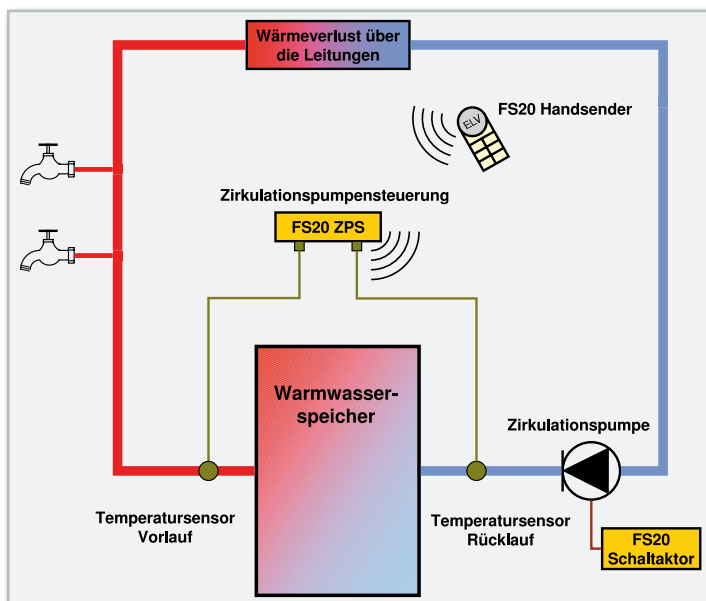 Wärmeverlust über
die Leitungen
ELV
FS20 Handsender
Zirkulationspumpensteuerung
FS20 ZPS
Warmwasser-
speicher
Zirkulationspumpe
Temperatursensor
Vorlauf
Temperatursensor
Rücklauf
FS20
Schaltaktor